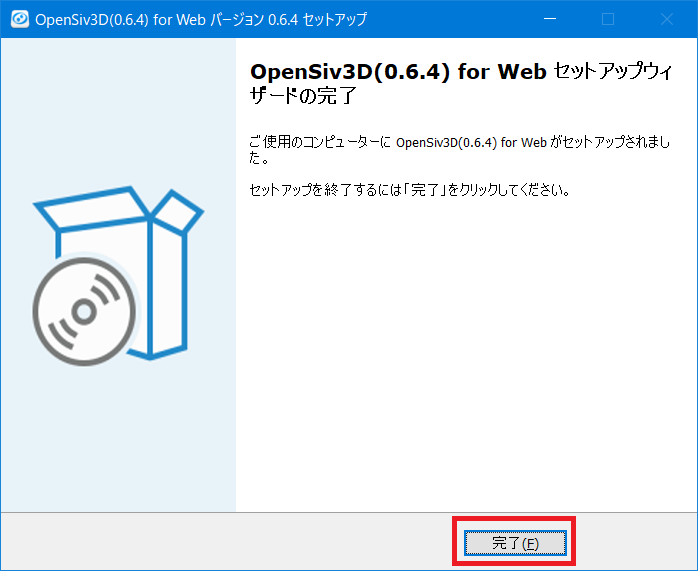 OpenSiv3D(0.6.4) for Web バージョン 0.6.4 セットアップ
OpenSiv3D(0.6.4) for Web セットアップウィ
ザードの完了
ご使用のコンピューターに OpenSiv3D(0.6.4) for Web がセットアップされまし
た。
セットアップを終了するには「完了」をクリックしてください。
完了(F)